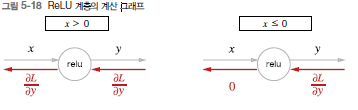 그림 5-18 ReLU 계층의 계산 그래프
x > 0
x ≤ 0
x y
relu
∂L/∂y ∂L/∂y
x y
relu
0 ∂L/∂y